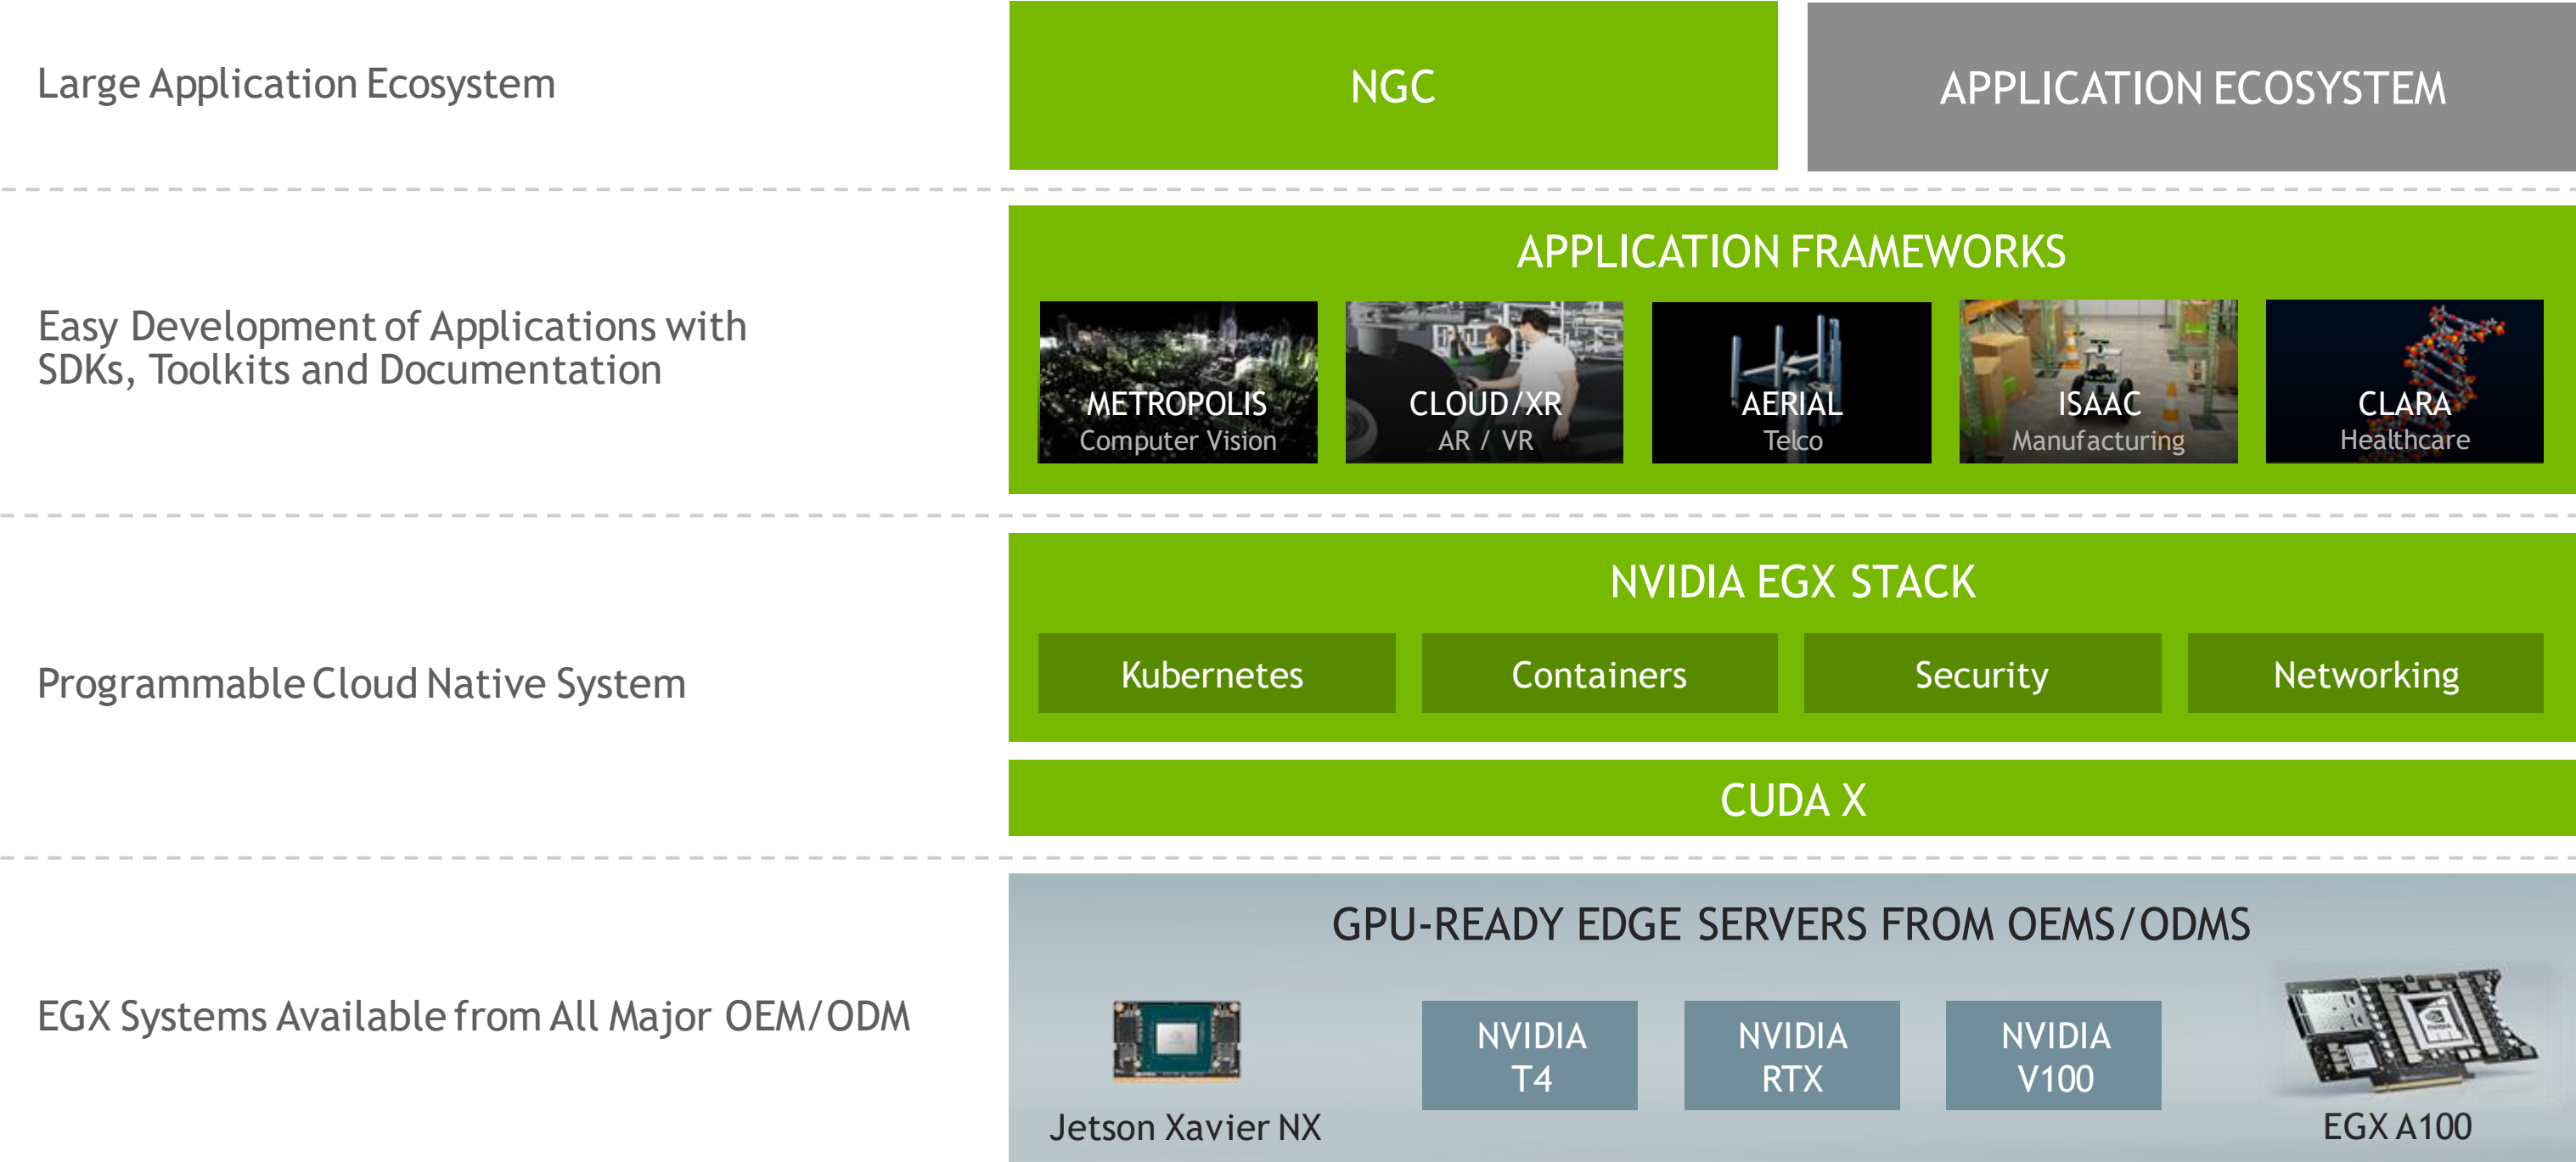 Large Application Ecosystem
NGC
APPLICATION ECOSYSTEM
Easy Development of Applications with
SDKs, Toolkits and Documentation
APPLICATION FRAMEWORKS
METROPOLIS
Computer Vision
CLOUD/XR
AR / VR
AERIAL
Telco
ISAAC
Manufacturing
CLARA
Healthcare
Programmable Cloud Native System
NVIDIA EGX STACK
Kubernetes
Containers
Security
Networking
CUDA X
EGX Systems Available from All Major OEM/ODM
GPU-READY EDGE SERVERS FROM OEMS/ODMS
Jetson Xavier NX
NVIDIA
T4
NVIDIA
RTX
NVIDIA
V100
NVIDIA
EGX A100